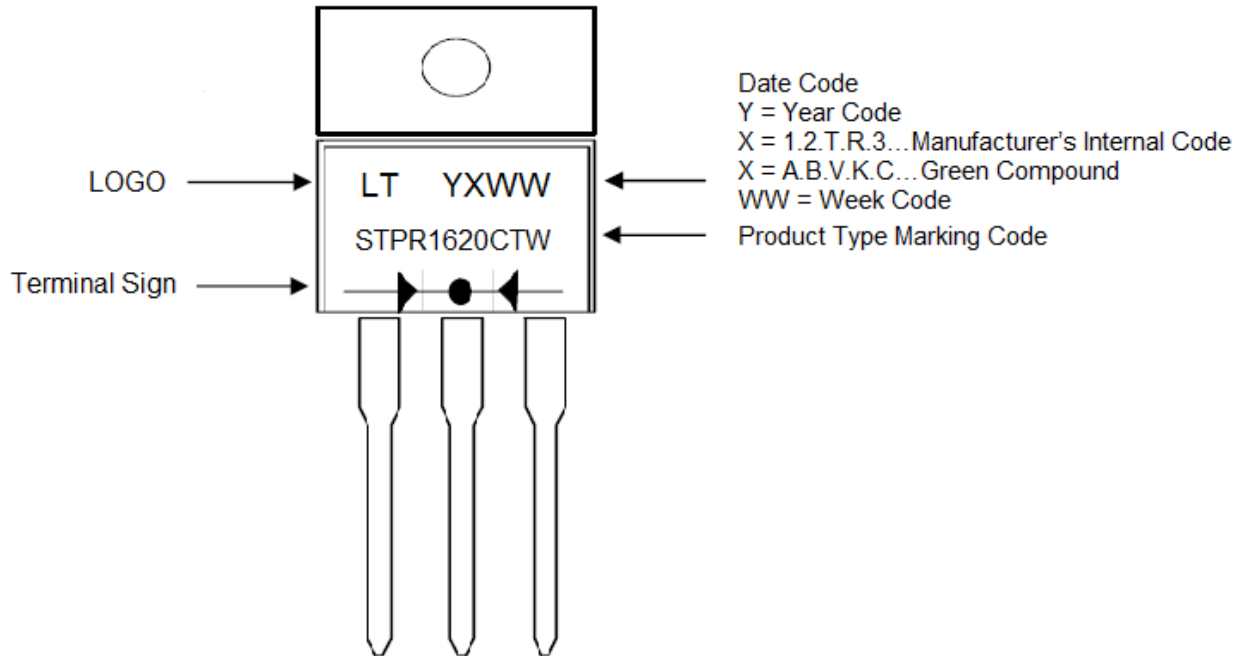 Date Code
Y = Year Code
X = 1.2.T.R.3...Manufacturer's Internal Code
X = A.B.V.K.C...Green Compound
WW = Week Code
LOGO
LT YXWW
STPR1620CTW
Product Type Marking Code
Terminal Sign